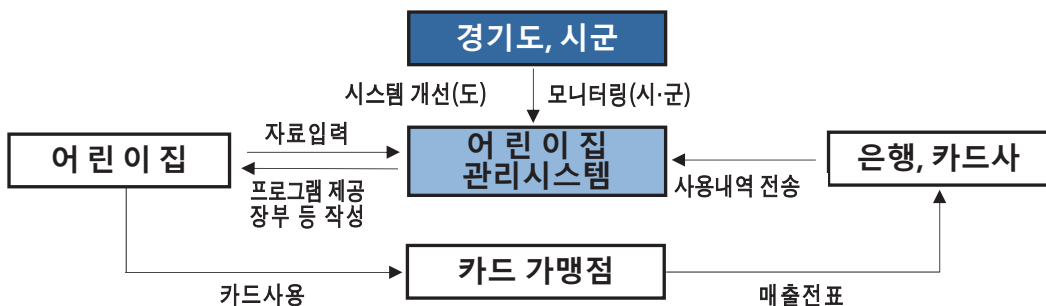 경기도, 시군
시스템 개선(도)
모니터링(시·군)
자료입력
어 린 이 집
어 린 이 집
관리시스템
은행, 카드사
프로그램 제공
장부 등 작성
사용내역 전송
카드 가맹점
카드사용
매출전표